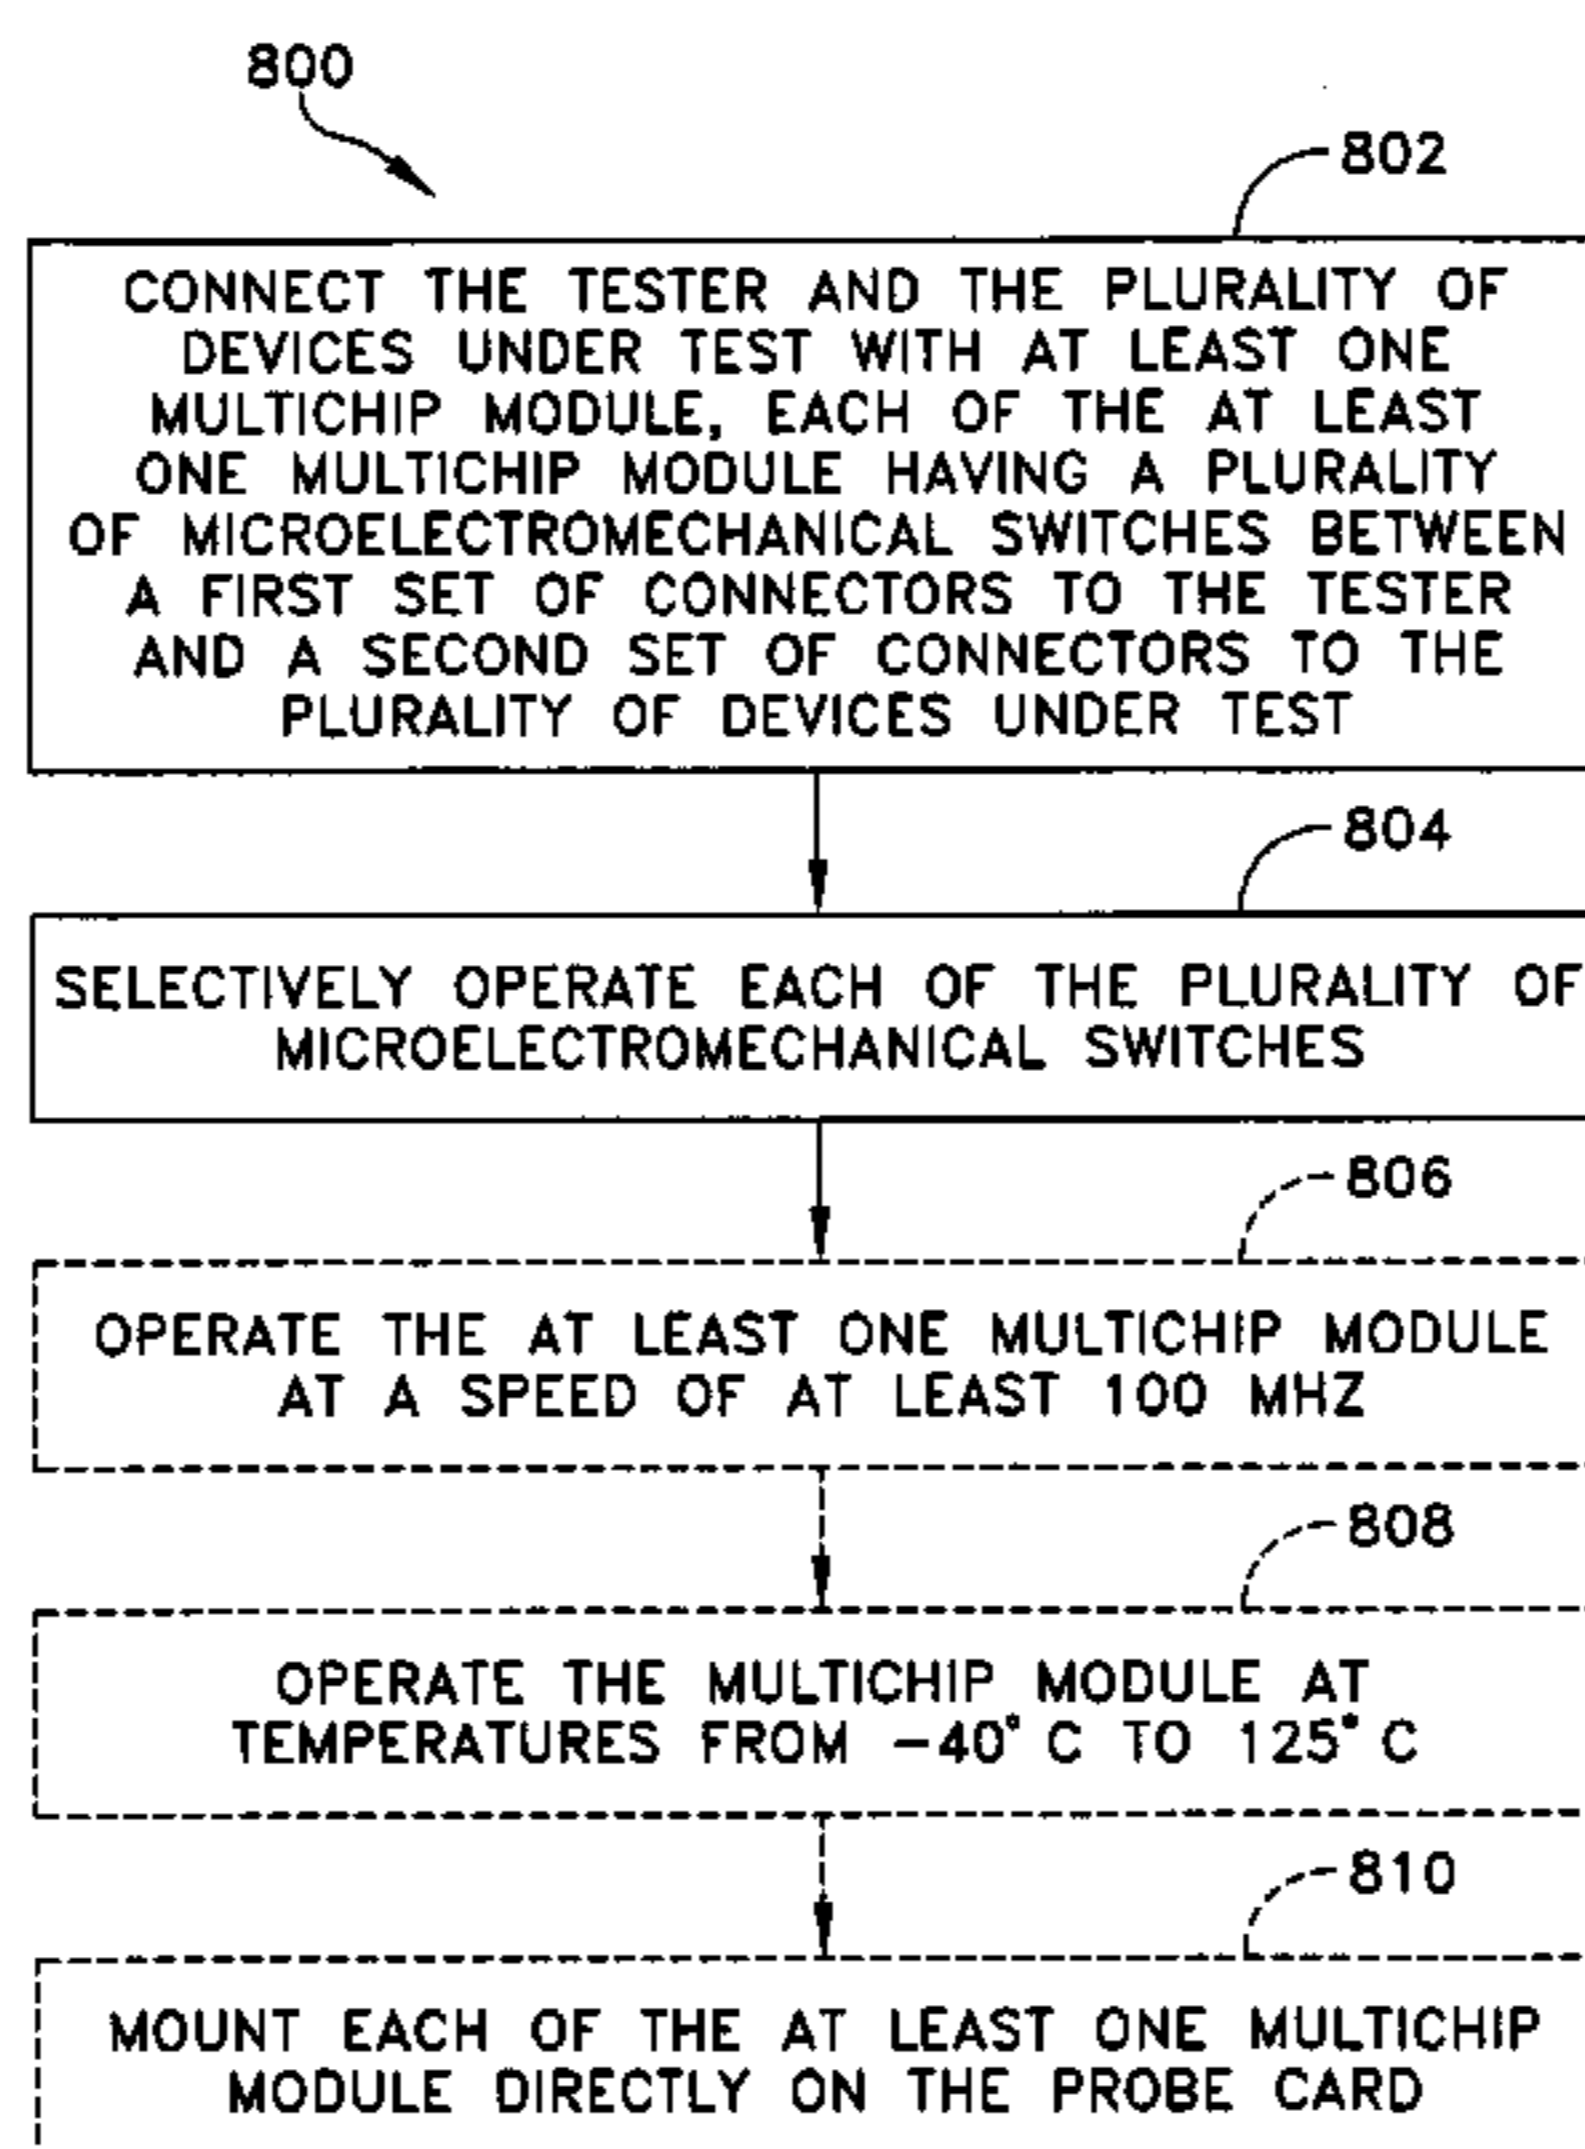 800
802
CONNECT THE TESTER AND THE PLURALITY OF
DEVICES UNDER TEST WITH AT LEAST ONE
MULTICHIP MODULE, EACH OF THE AT LEAST
ONE MULTICHIP MODULE HAVING A PLURALITY
OF MICROELECTROMECHANICAL SWITCHES BETWEEN
A FIRST SET OF CONNECTORS TO THE TESTER
AND A SECOND SET OF CONNECTORS TO THE
PLURALITY OF DEVICES UNDER TEST
804
SELECTIVELY OPERATE EACH OF THE PLURALITY OF
MICROELECTROMECHANICAL SWITCHES
806
OPERATE THE AT LEAST ONE MULTICHIP MODULE
AT A SPEED OF AT LEAST 100 MHZ
808
OPERATE THE MULTICHIP MODULE AT
TEMPERATURES FROM -40° C TO 125° C
810
MOUNT EACH OF THE AT LEAST ONE MULTICHIP
MODULE DIRECTLY ON THE PROBE CARD